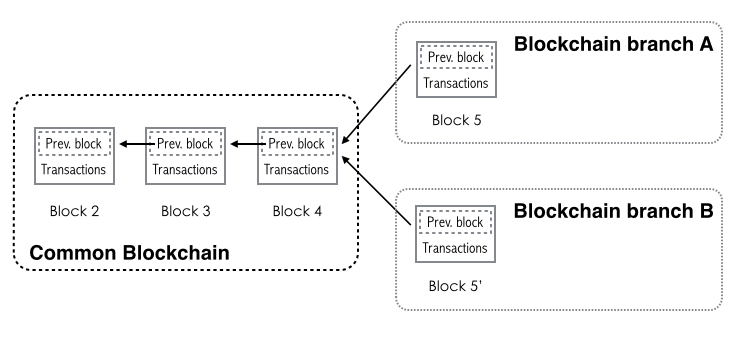 Blockchain branch A
Prev. block
Transactions
Block 5
Prev. block
Transactions
Block 2
Prev. block
Transactions
Block 3
Prev. block
Transactions
Block 4
Common Blockchain
Blockchain branch B
Prev. block
Transactions
Block 5'